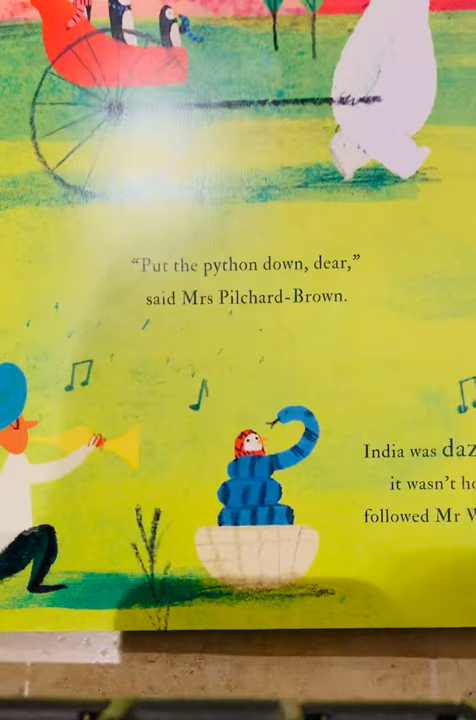 “Put the python down, dear,”
said Mrs Pilchard-Brown.
India was
it wasn’t
followed Mr